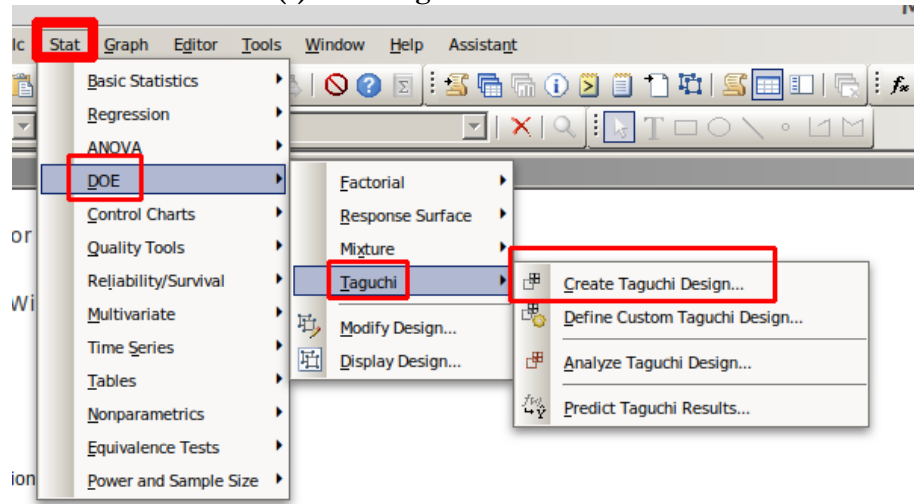 lc Stat Graph Editor Tools Window Help Assistant
Basic Statistics
Regression
ANOVA
DOE
Control Charts
Quality Tools
Reliability/Survival
Multivariate
Time Series
Tables
Nonparametrics
Equivalence Tests
Power and Sample Size
Factorial
Response Surface
Mixture
Taguchi
Modify Design...
Display Design...
Create Taguchi Design...
Define Custom Taguchi Design...
Analyze Taguchi Design...
Predict Taguchi Results...
or
Wi
ion